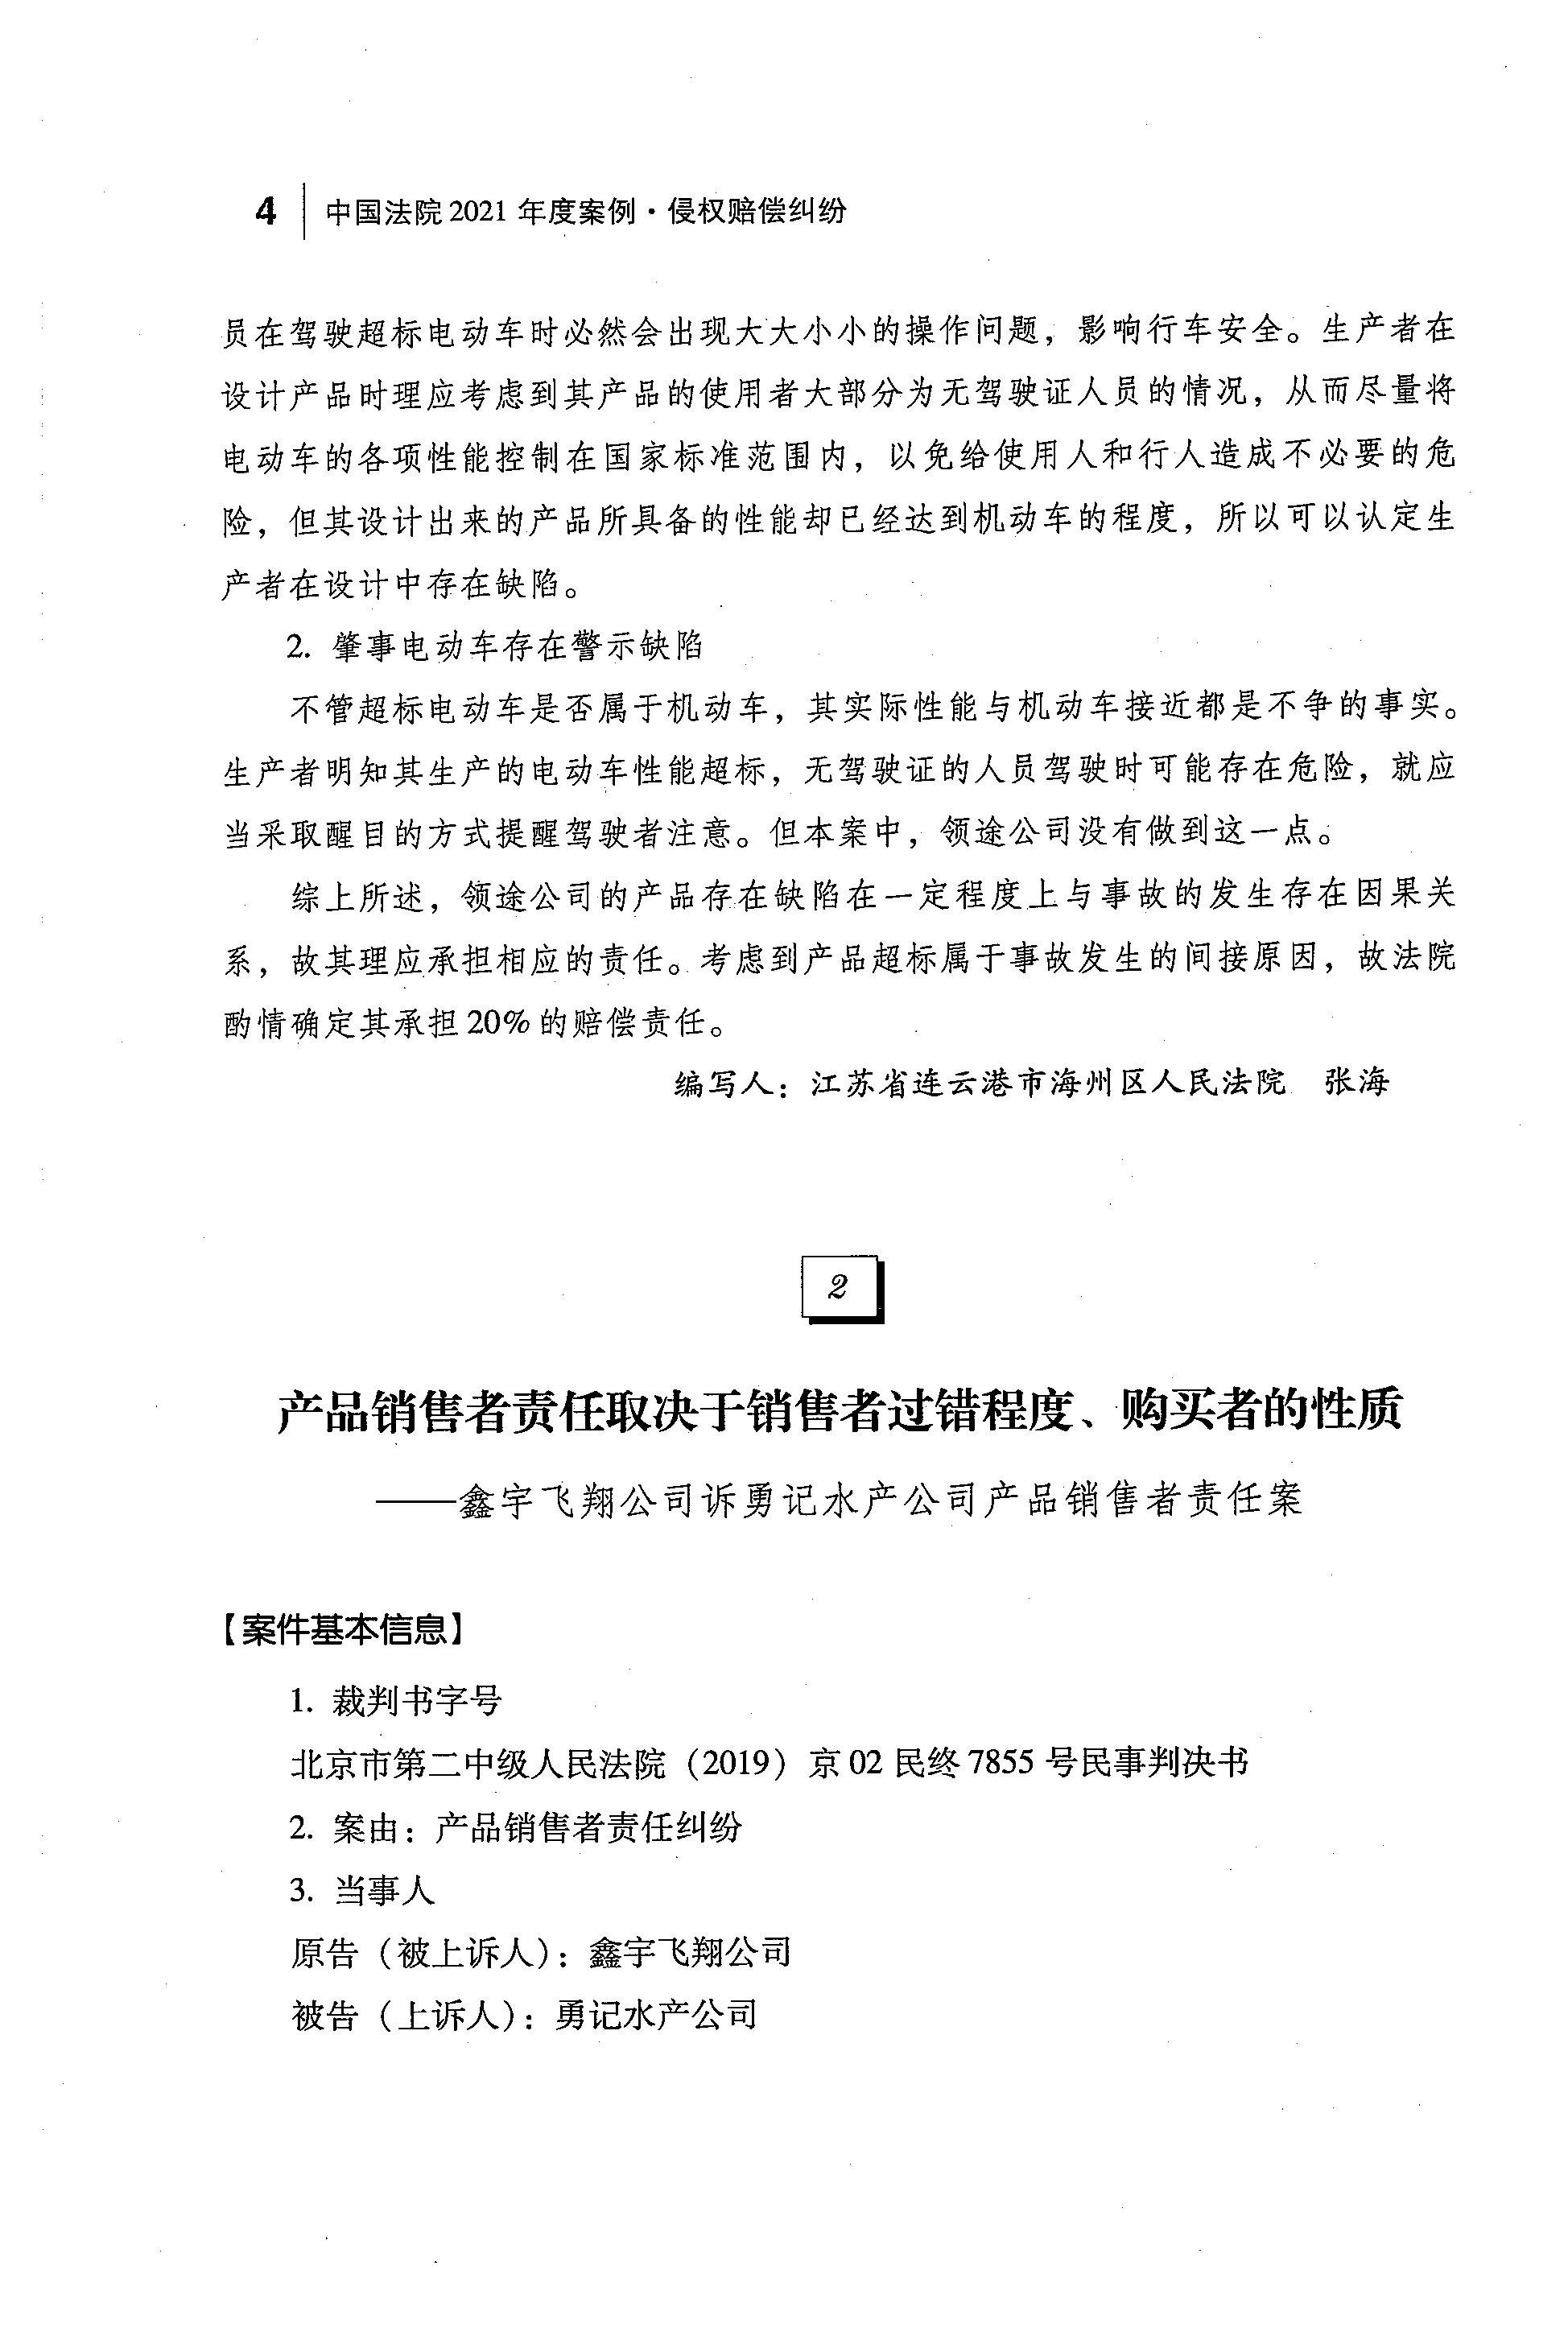 4 中国法院2021年度案例·侵权赔偿纠纷
员在驾驶超标电动车时必然会出现大大小小的操作问题，影响行车安全。生产者在
设计产品时理应考虑到其产品的使用者大部分为无驾驶证人员的情况，从而尽量将
电动车的各项性能控制在国家标准范围内，以免给使用人和行人造成不必要的危
险，但其设计出来的产品所具备的性能却已经达到机动车的程度，所以可以认定生
产者在设计中存在缺陷。
2. 肇事电动车存在警示缺陷
不管超标电动车是否属于机动车，其实际性能与机动车接近都是不争的事实。
生产者明知其生产的电动车性能超标，无驾驶证的人员驾驶时可能存在危险，就应
当采取醒目的方式提醒驾驶者注意。但本案中，领途公司没有做到这一点。
综上所述，领途公司的产品存在缺陷在一定程度上与事故的发生存在因果关
系，故其理应承担相应的责任。考虑到产品超标属于事故发生的间接原因，故法院
酌情确定其承担20%的赔偿责任。
编写人：江苏省连云港市海州区人民法院 张海
2
产品销售者责任取决于销售者过错程度、购买者的性质
——鑫宇飞翔公司诉勇记水产公司产品销售者责任案
【案件基本信息】
1. 裁判书字号
北京市第二中级人民法院（2019）京02民终7855号民事判决书
2. 案由：产品销售者责任纠纷
3. 当事人
原告（被上诉人）：鑫宇飞翔公司
被告（上诉人）：勇记水产公司